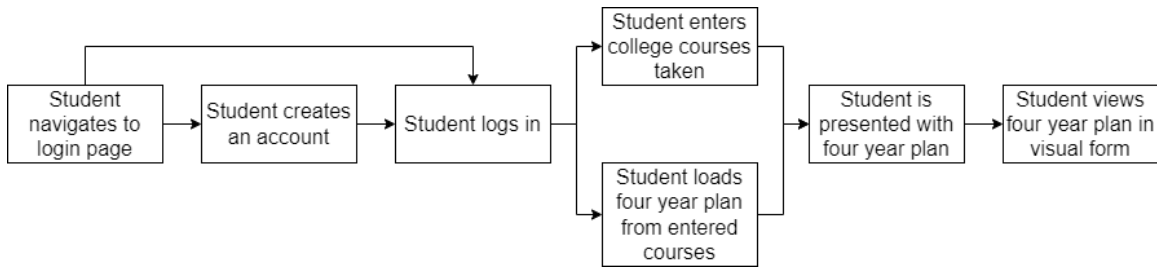 Student
navigates to
login page
Student creates
an account
Student logs in
Student enters
college courses
taken
Student loads
four year plan
from entered
courses
Student is
presented with
four year plan
Student views
four year plan in
visual form